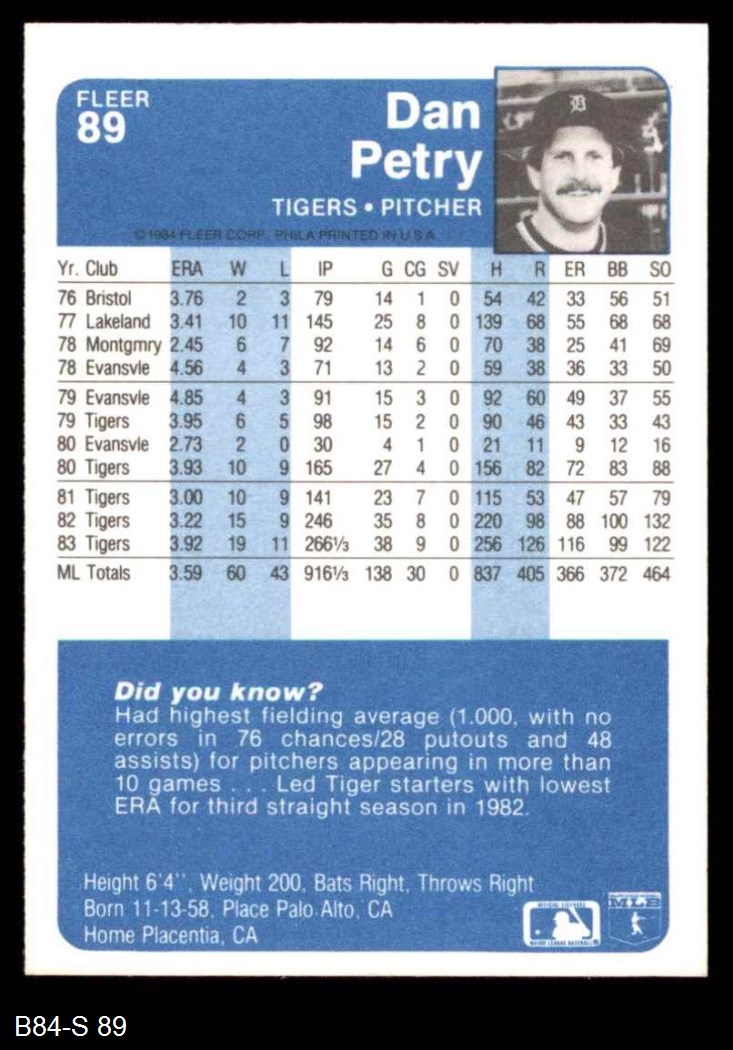 FLEER
89
Dan
Petry
TIGERS • PITCHER
© 1984 FLEER CORP., PHILA PRINTED IN U.S.A.
Yr. Club ERA W L IP G CG SV H R ER BB SO
76 Bristol 3.76 2 3 79 14 1 0 54 42 33 56 51
77 Lakeland 3.41 10 11 145 25 8 0 139 68 55 68 68
78 Montgmry 2.45 6 7 92 14 6 0 70 38 25 41 69
78 Evansvle 4.56 4 3 71 13 2 0 59 38 36 33 50
79 Evansvle 4.85 4 3 91 15 3 0 92 60 49 37 55
79 Tigers 3.95 6 5 98 15 2 0 90 46 43 33 43
80 Evansvle 2.73 2 0 30 4 1 0 21 11 9 12 16
80 Tigers 3.93 10 9 165 27 4 0 156 82 72 83 88
81 Tigers 3.00 10 9 141 23 7 0 115 53 47 57 79
82 Tigers 3.22 15 9 246 35 8 0 220 98 88 100 132
83 Tigers 3.92 19 11 266⅓ 38 9 0 256 126 116 99 122
ML Totals 3.59 60 43 916⅓ 138 30 0 837 405 366 372 464
Did you know?
Had highest fielding average (1.000, with no
errors in 76 chances/28 putouts and 48
assists) for pitchers appearing in more than
10 games . . . Led Tiger starters with lowest
ERA for third straight season in 1982.
Height 6'4'', Weight 200, Bats Right, Throws Right
Born 11-13-58, Place Palo Alto, CA
Home Placentia, CA
MAJOR LEAGUE BASEBALL
MLB
B84-S 89